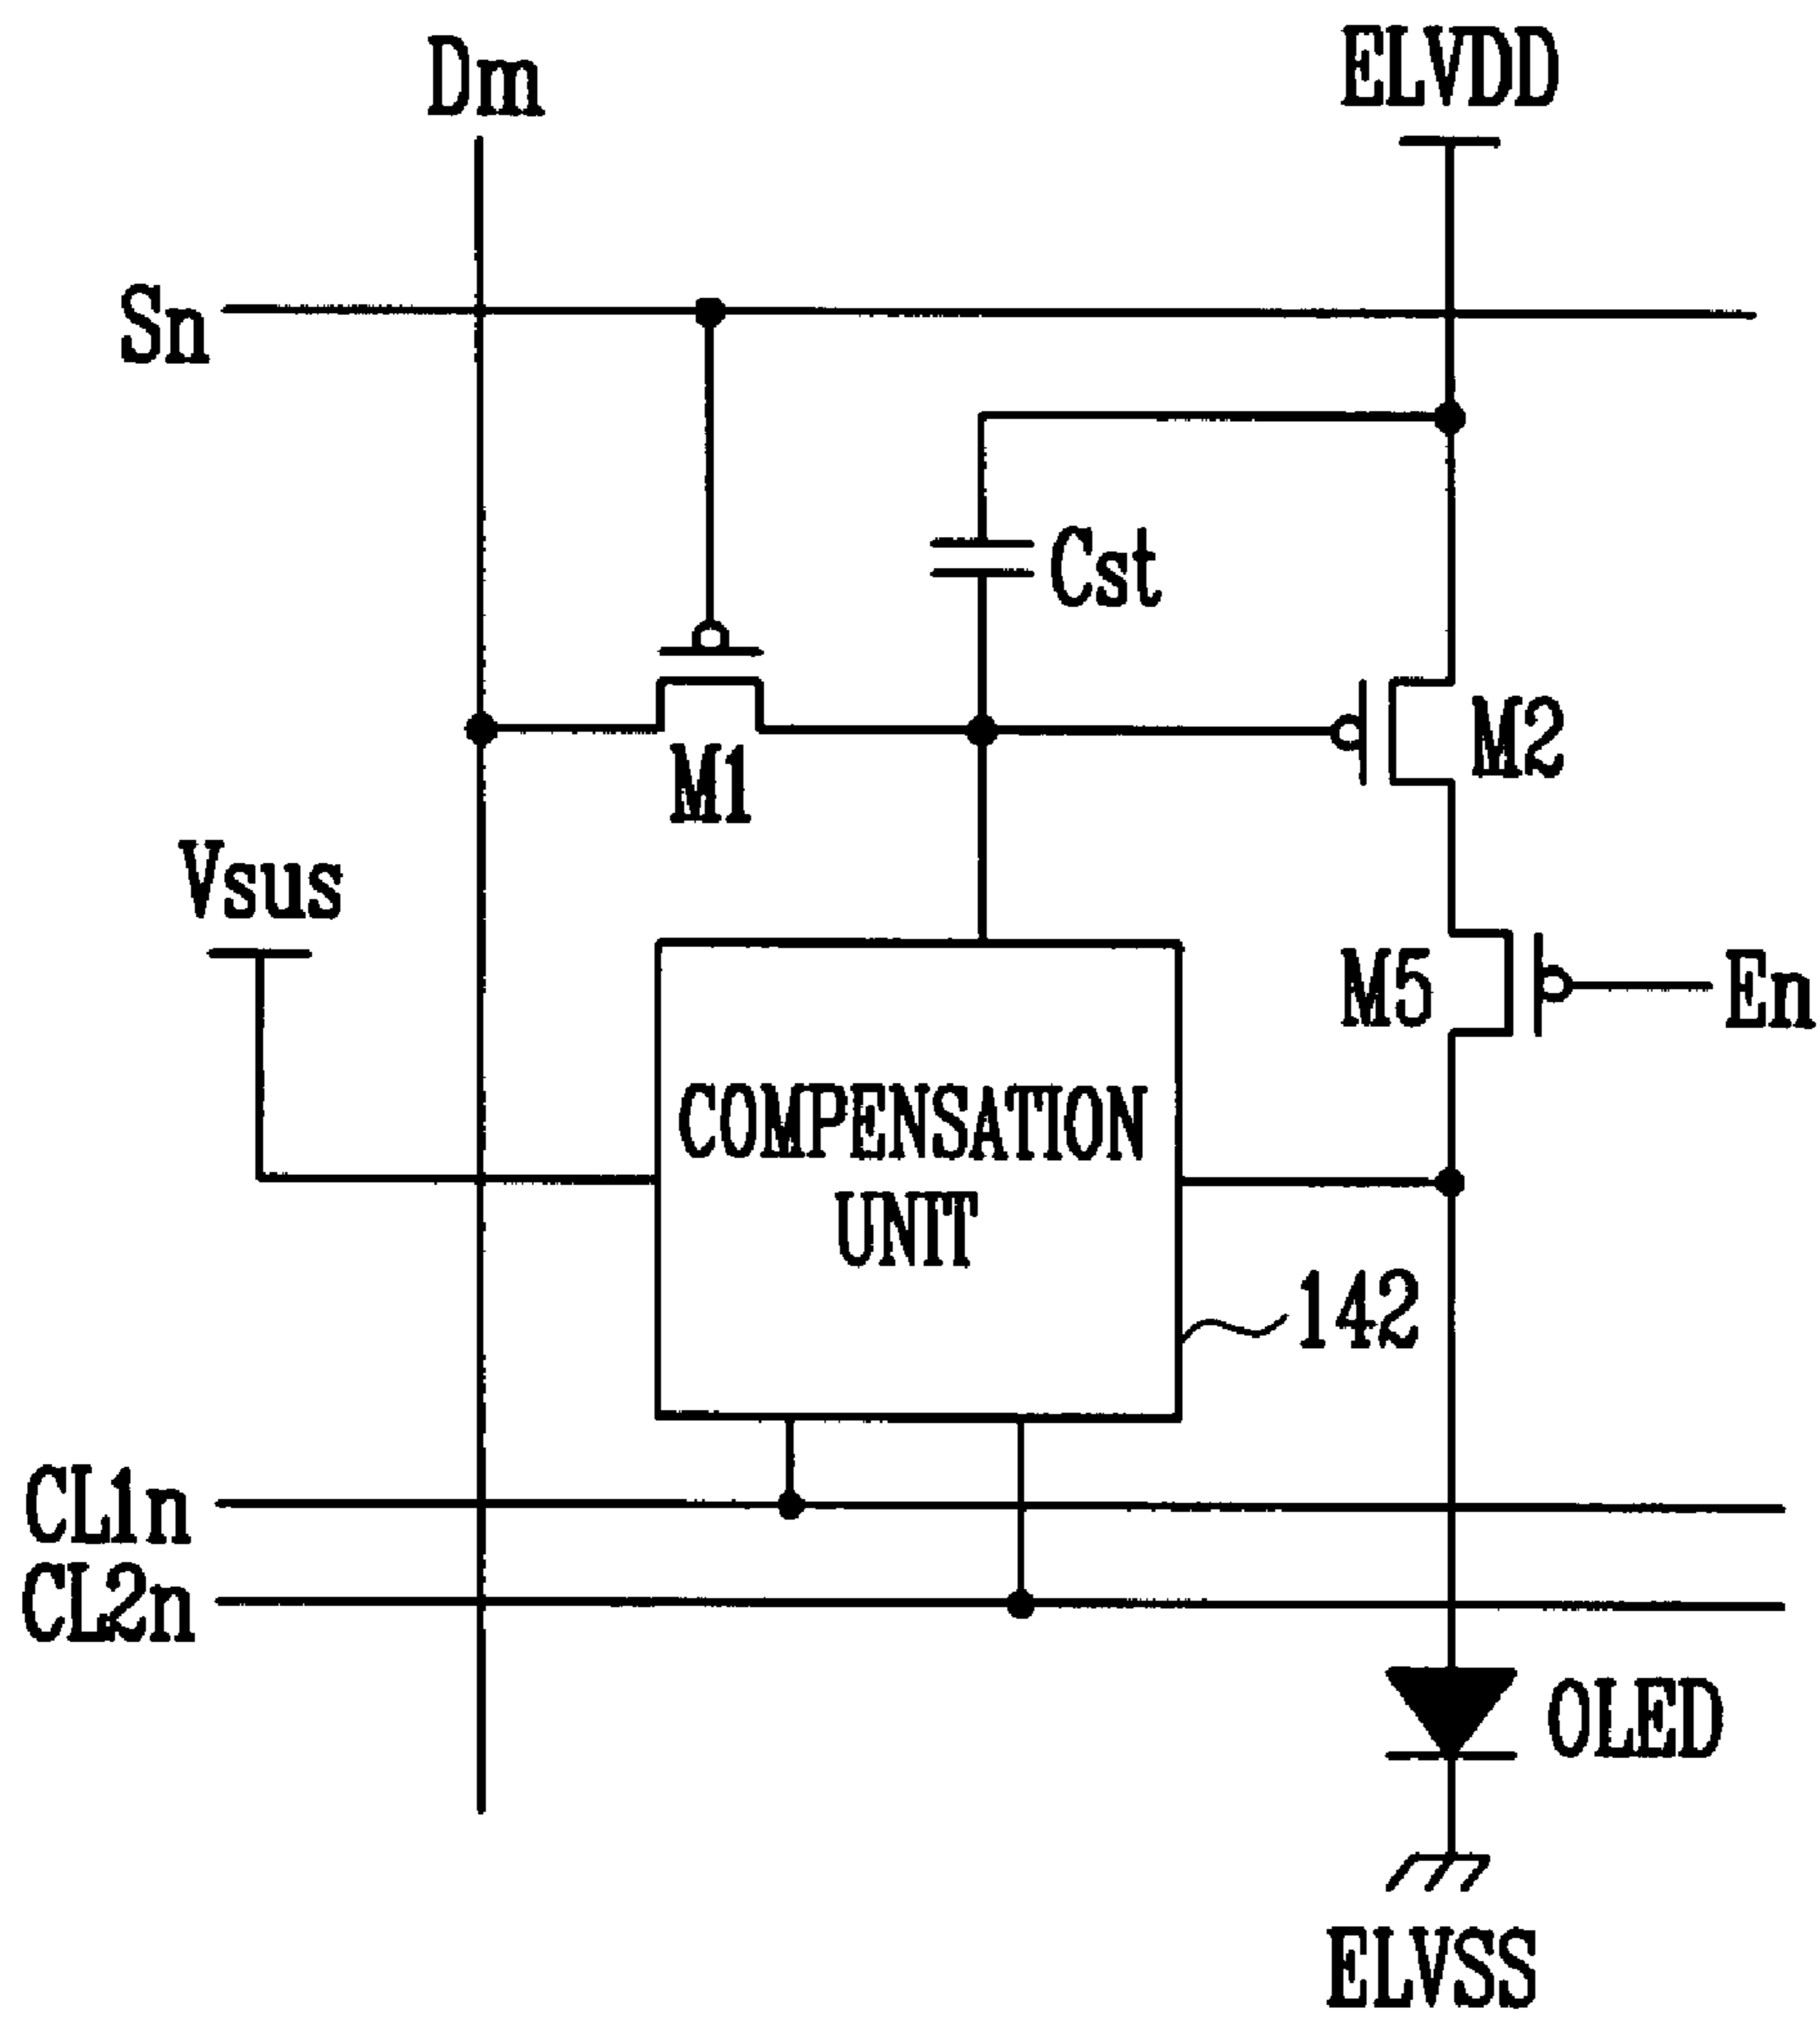 Dm
ELVDD
Sn
Cst
M2
M1
Vsus
M5
En
COMPENSATION
UNIT
142
CL1n
CL2n
OLED
ELVSS